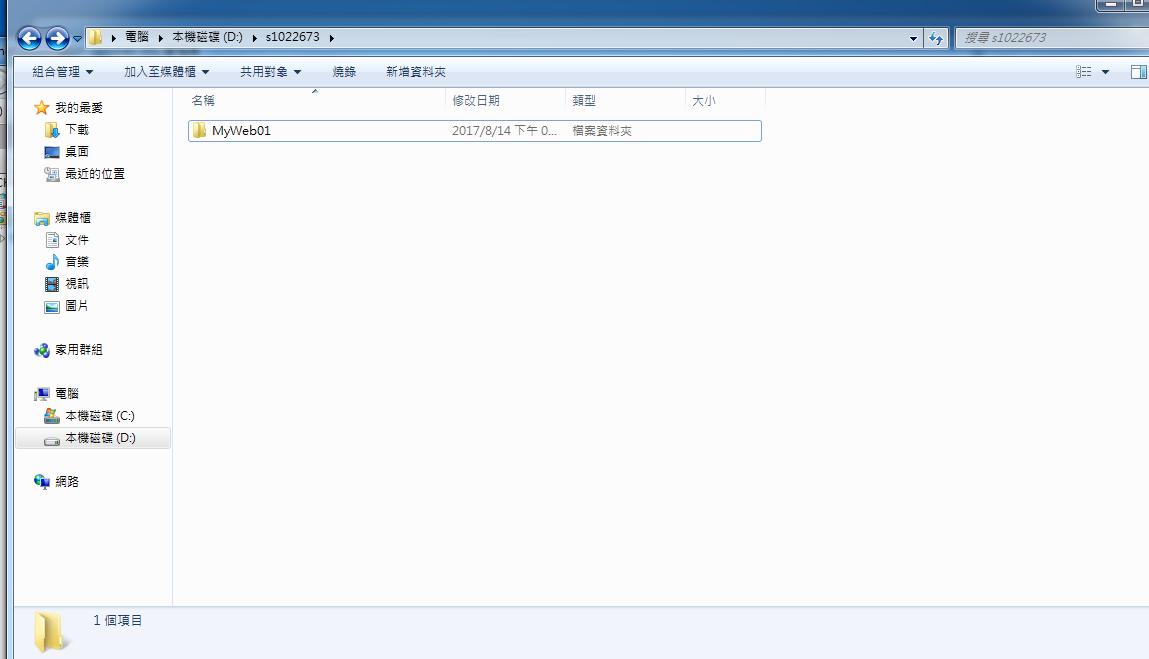 電腦 ▸ 本機磁碟 (D:) ▸ s1022673 ▸
搜尋 s1022673
組合管理 加入至媒體櫃 共用對象 燒錄 新增資料夾
名稱 修改日期 類型 大小
MyWeb01 2017/8/14 下午 0... 檔案資料夾
我的最愛
下載
桌面
最近的位置
媒體櫃
文件
音樂
視訊
圖片
家用群組
電腦
本機磁碟 (C:)
本機磁碟 (D:)
網路
1 個項目